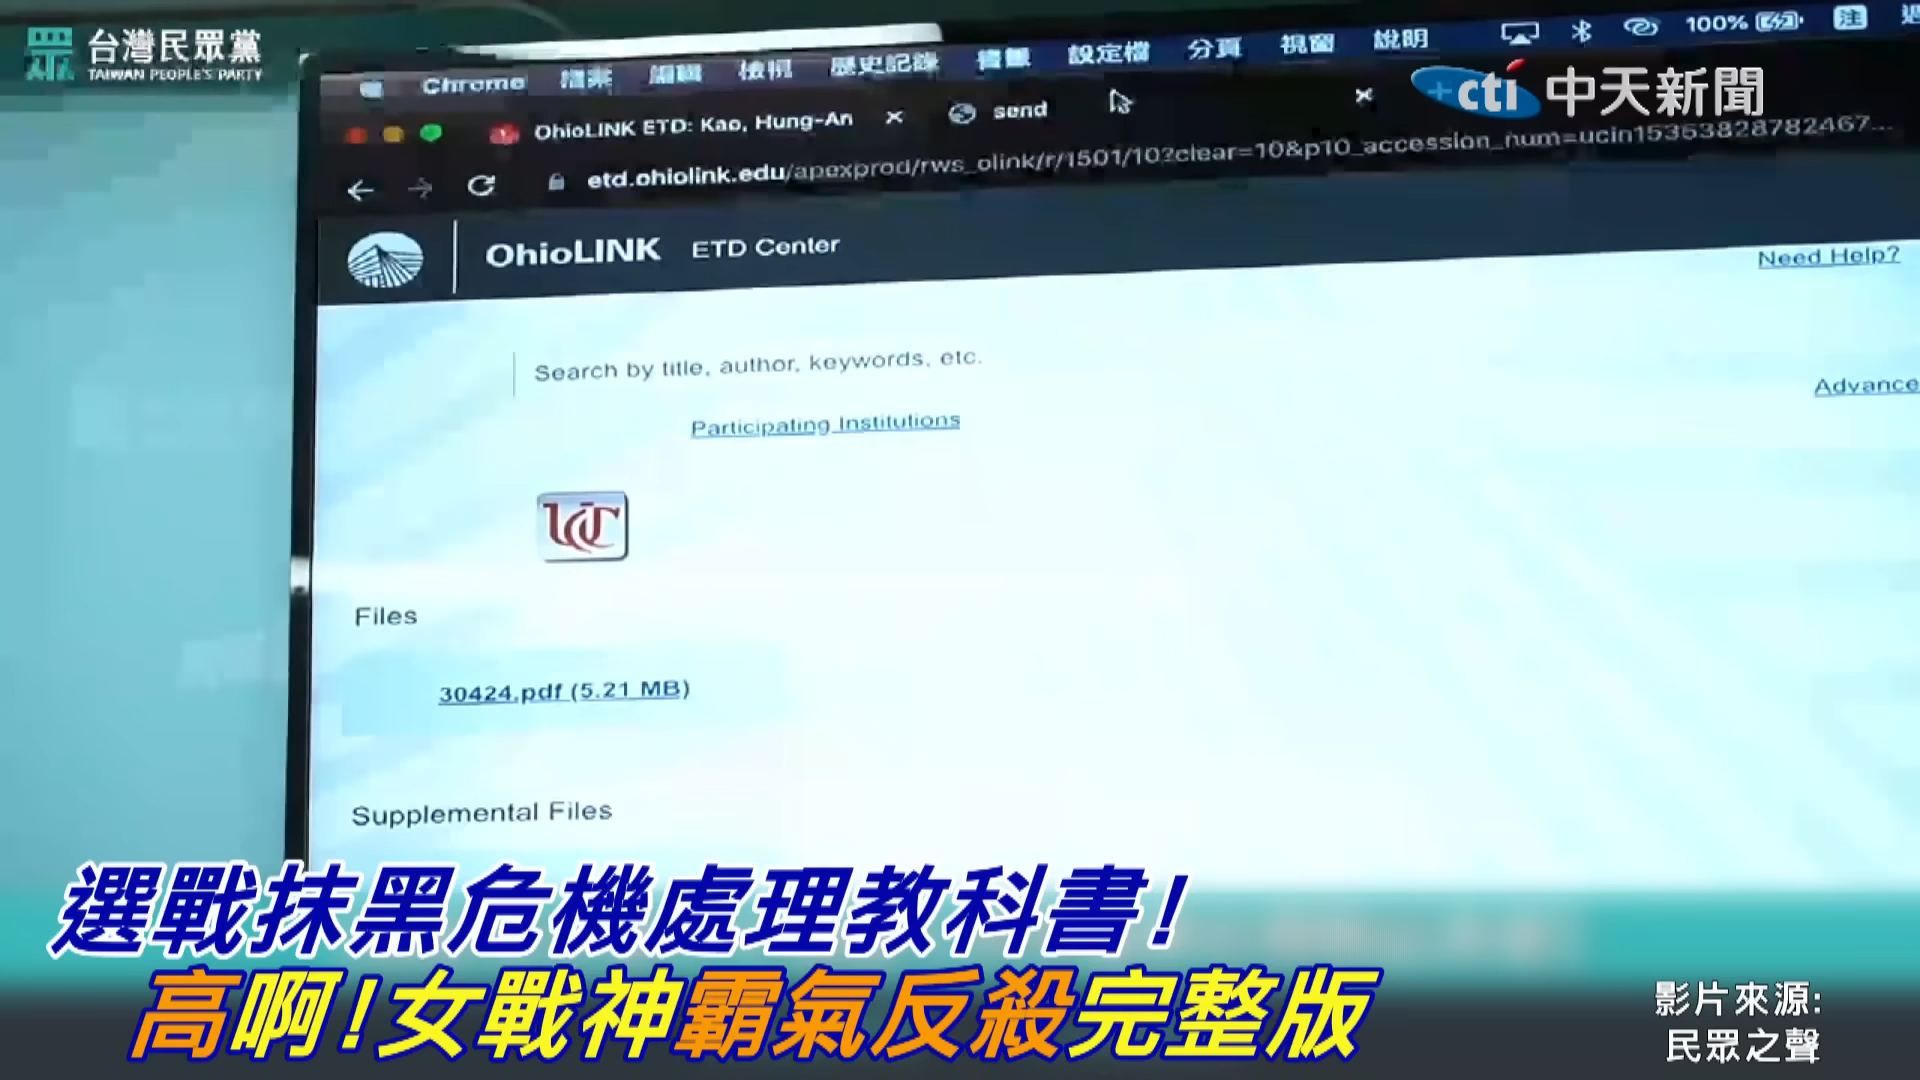 台灣民眾黨
TAIWAN PEOPLE'S PARTY
Chrome 檔案 編輯 檢視 歷史記錄 書籤 設定檔 分頁 視窗 說明 100% 注
cti 中天新聞
OhioLINK ETD: Kao, Hung-An
send
etd.ohiolink.edu/apexprod/rws_olink/r/1501/10?clear=10&p10_accession_num=ucin15353828782467...
OhioLINK ETD Center
Need Help?
Search by title, author, keywords, etc.
Advance
Participating Institutions
UC
Files
30424.pdf (5.21 MB)
Supplemental Files
選戰抹黑危機處理教科書!
高啊!女戰神霸氣反殺完整版
影片來源:
民眾之聲